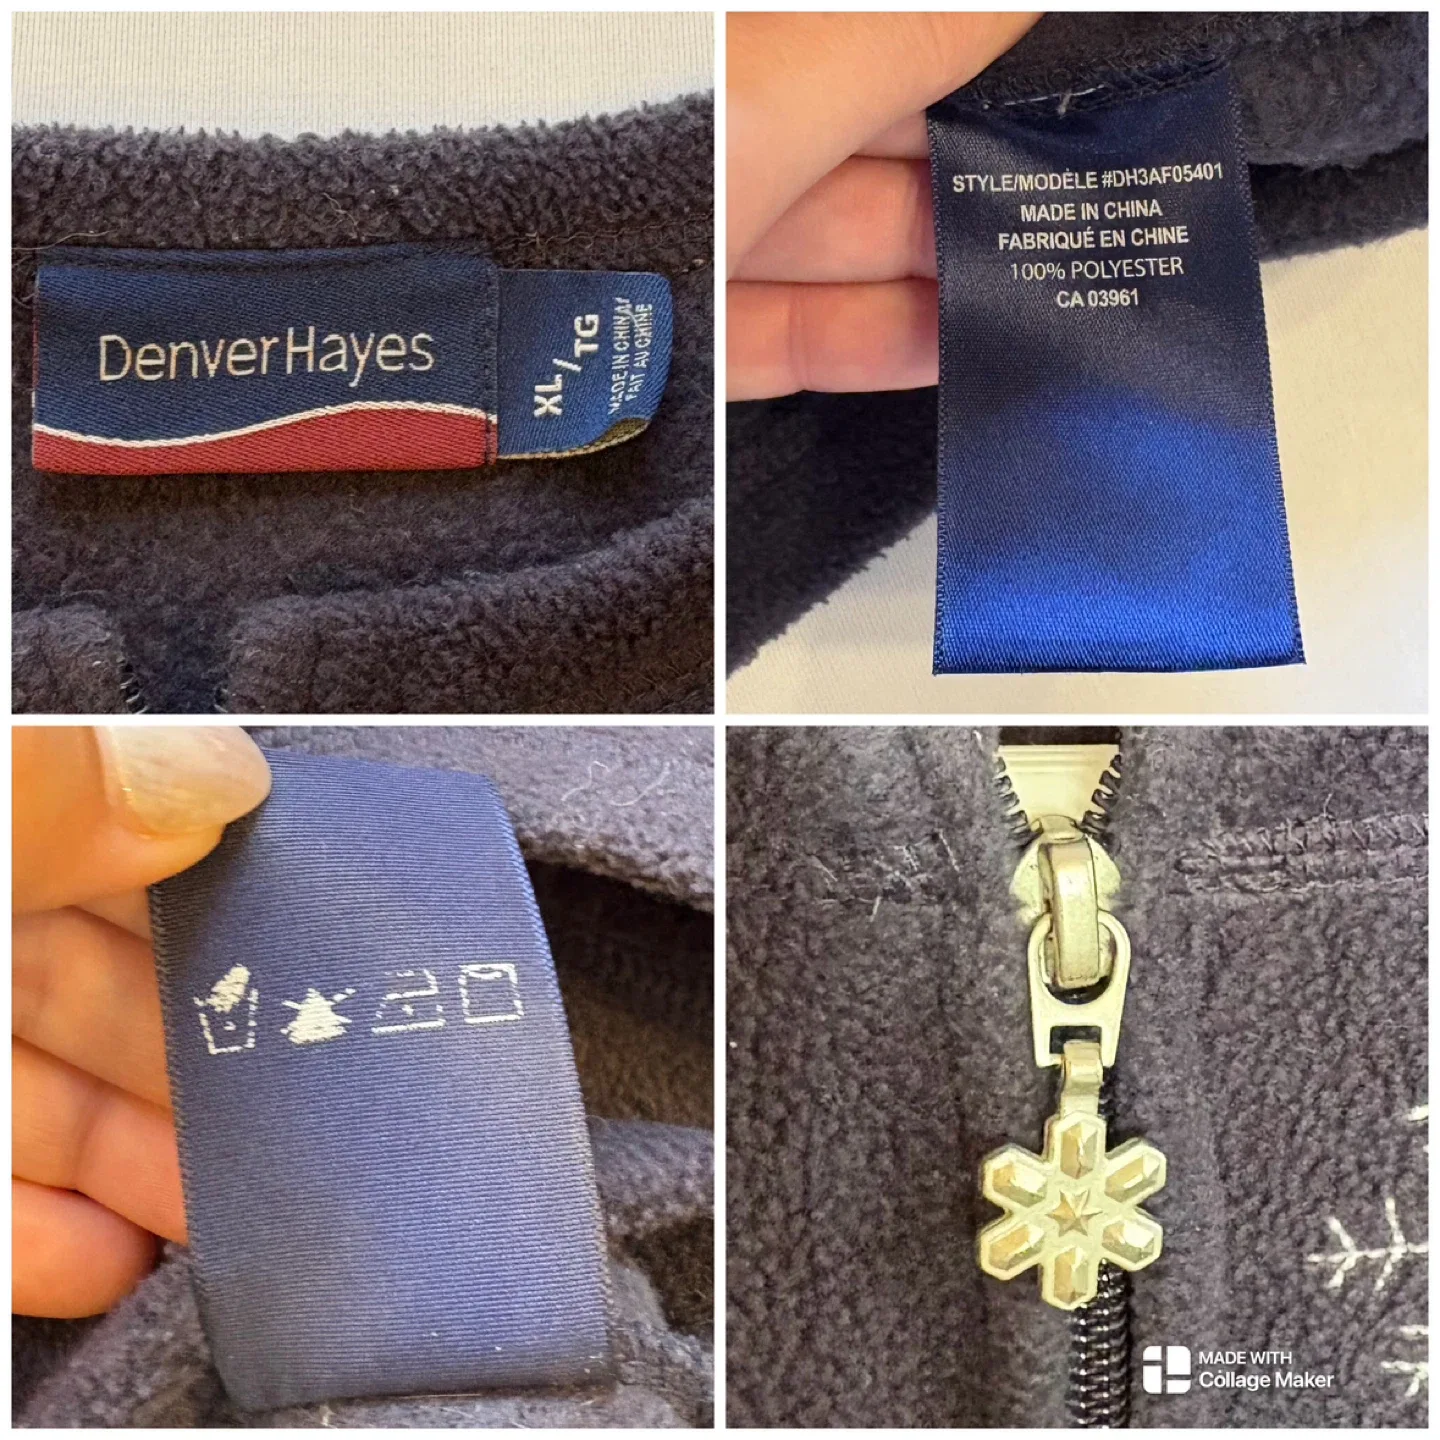 DenverHayes
XL/TG
MADE IN CHINA/
FAIT AU CHINE
STYLE/MODÈLE #DH3AF05401
MADE IN CHINA
FABRIQUÉ EN CHINE
100% POLYESTER
CA 03961
MADE WITH
Collage Maker